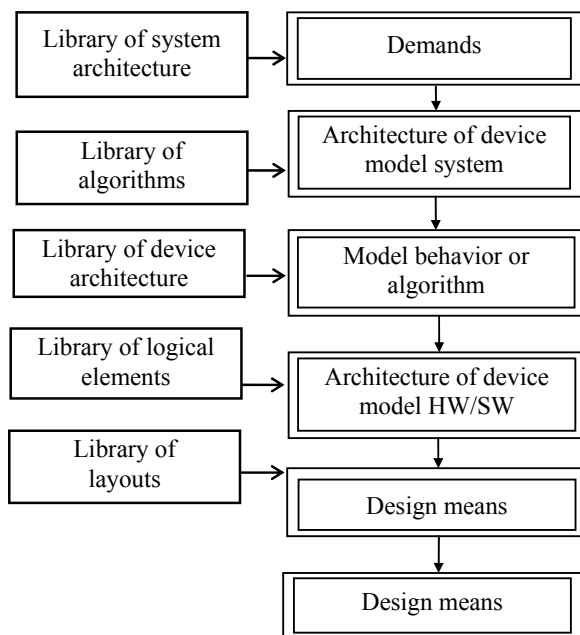 Library of system
architecture
Demands
Library of
algorithms
Architecture of device
model system
Library of device
architecture
Model behavior or
algorithm
Library of logical
elements
Architecture of device
model HW/SW
Library of
layouts
Design means
Design means